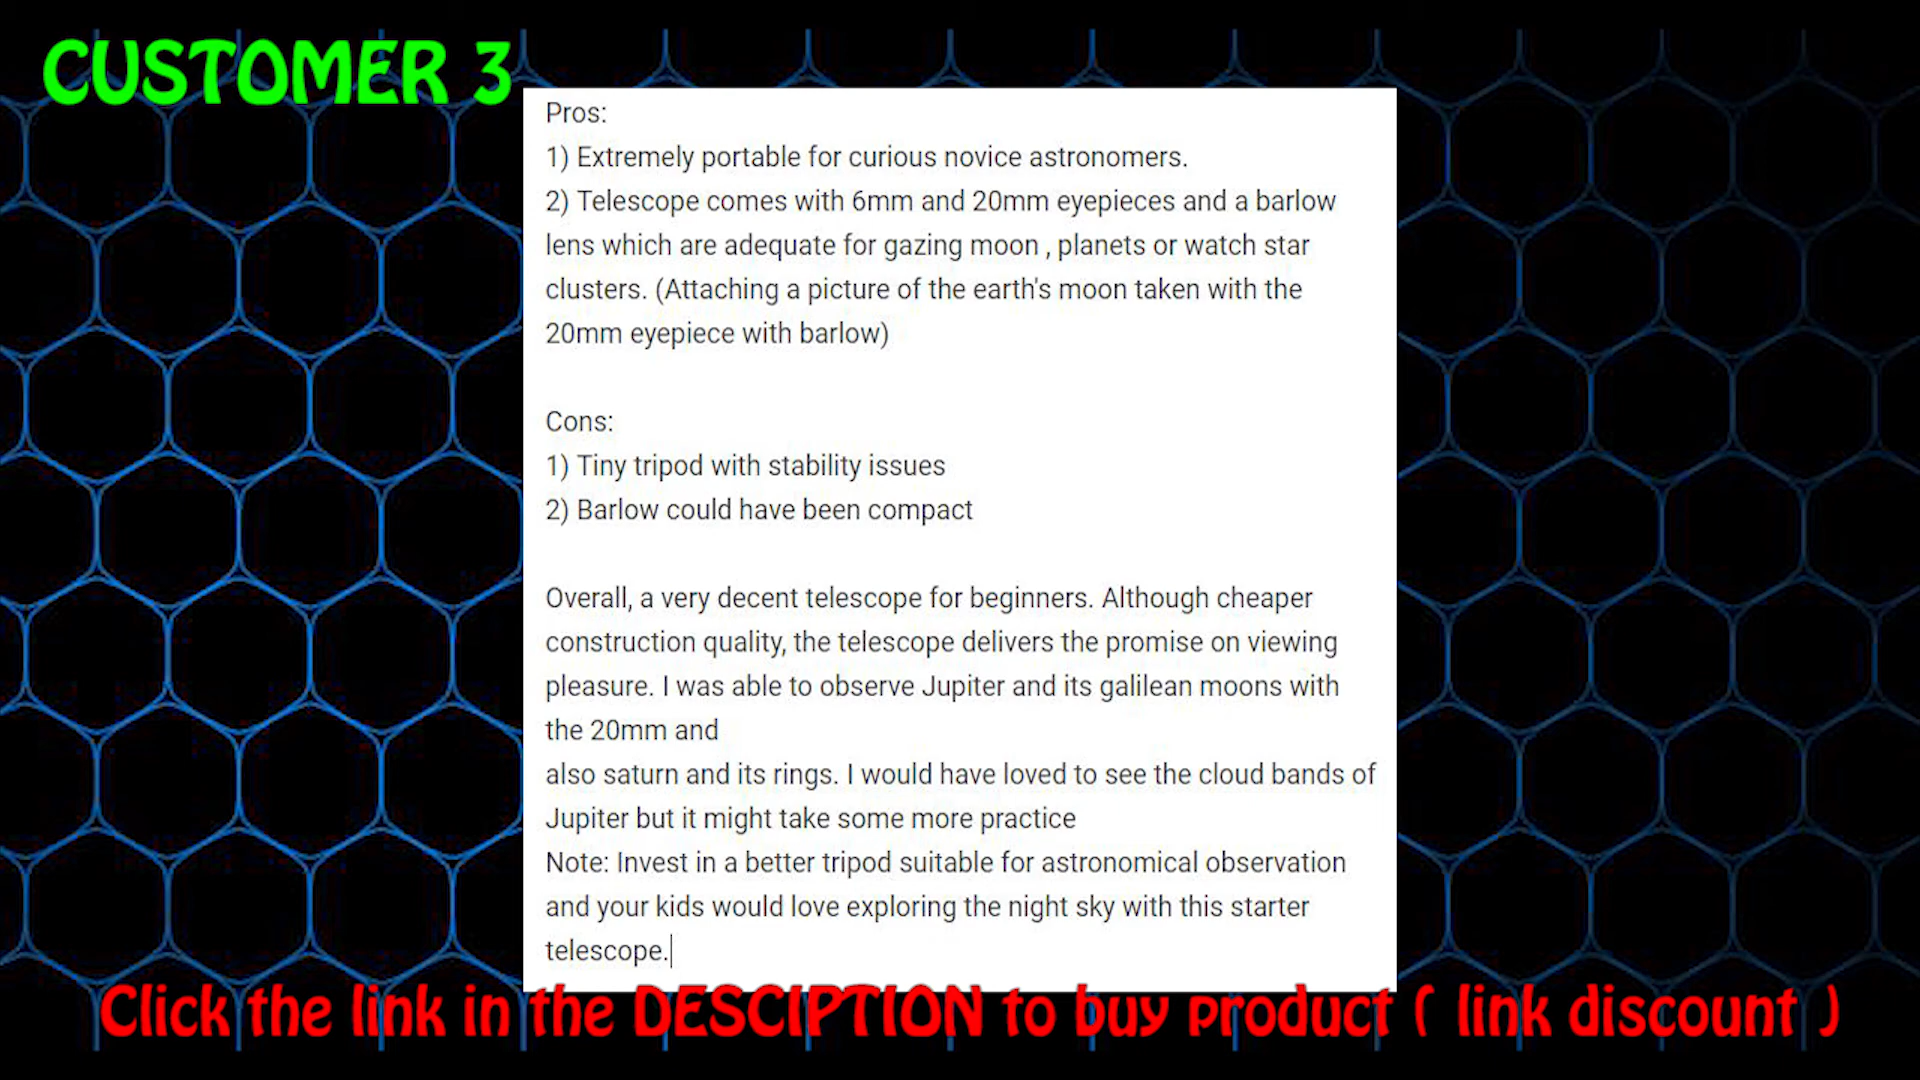 CUSTOMER 3
Pros:
1) Extremely portable for curious novice astronomers.
2) Telescope comes with 6mm and 20mm eyepieces and a barlow
lens which are adequate for gazing moon , planets or watch star
clusters. (Attaching a picture of the earth's moon taken with the
20mm eyepiece with barlow)
Cons:
1) Tiny tripod with stability issues
2) Barlow could have been compact
Overall, a very decent telescope for beginners. Although cheaper
construction quality, the telescope delivers the promise on viewing
pleasure. I was able to observe Jupiter and its galilean moons with
the 20mm and
also saturn and its rings. I would have loved to see the cloud bands of
Jupiter but it might take some more practice
Note: Invest in a better tripod suitable for astronomical observation
and your kids would love exploring the night sky with this starter
telescope.
Click the link in the DESCIPTION to buy product ( link discount )